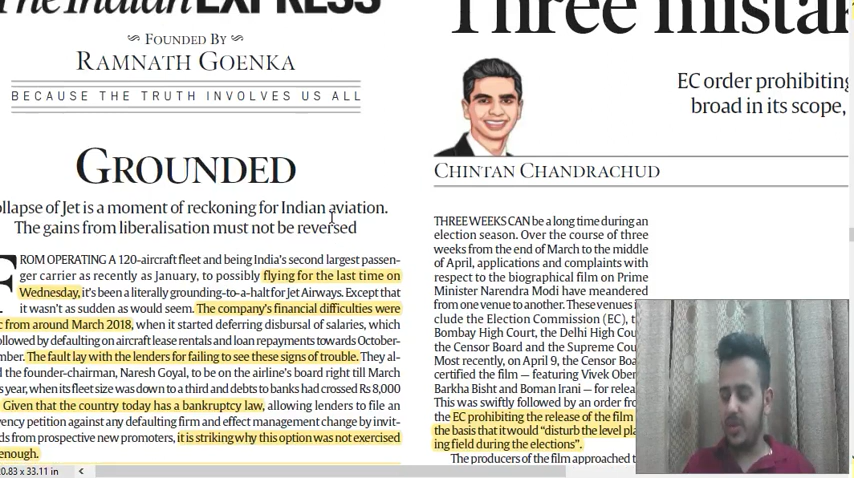 The Indian EXPRESS
FOUNDED BY
RAMNATH GOENKA
BECAUSE THE TRUTH INVOLVES US ALL
GROUNDED
ollapse of Jet is a moment of reckoning for Indian aviation.
The gains from liberalisation must not be reversed
FROM OPERATING A 120-aircraft fleet and being India's second largest passen-
ger carrier as recently as January, to possibly flying for the last time on
Wednesday, it's been a literally grounding-to-a-halt for Jet Airways. Except that
it wasn't as sudden as would seem. The company's financial difficulties were
c from around March 2018, when it started deferring disbursal of salaries, which
ollowed by defaulting on aircraft lease rentals and loan repayments towards October-
mber. The fault lay with the lenders for failing to see these signs of trouble. They al-
d the founder-chairman, Naresh Goyal, to be on the airline's board right till March
s year, when its fleet size was down to a third and debts to banks had crossed Rs 8,000
Given that the country today has a bankruptcy law, allowing lenders to file an
vency petition against any defaulting firm and effect management change by invit-
ds from prospective new promoters, it is striking why this option was not exercised
enough.
20.83 x 33.11 in
Three mistak
EC order prohibiting
broad in its scope,
CHINTAN CHANDRACHUD
THREE WEEKS CAN be a long time during an
election season. Over the course of three
weeks from the end of March to the middle
of April, applications and complaints with
respect to the biographical film on Prime
Minister Narendra Modi have meandered
from one venue to another. These venues i
clude the Election Commission (EC), t
Bombay High Court, the Delhi High Cou
the Censor Board and the Supreme Cou
Most recently, on April 9, the Censor Boa
certified the film — featuring Vivek Ober
Barkha Bisht and Boman Irani — for relea
This was swiftly followed by an order fro
the EC prohibiting the release of the film
the basis that it would "disturb the level pla
ing field during the elections".
The producers of the film approached t